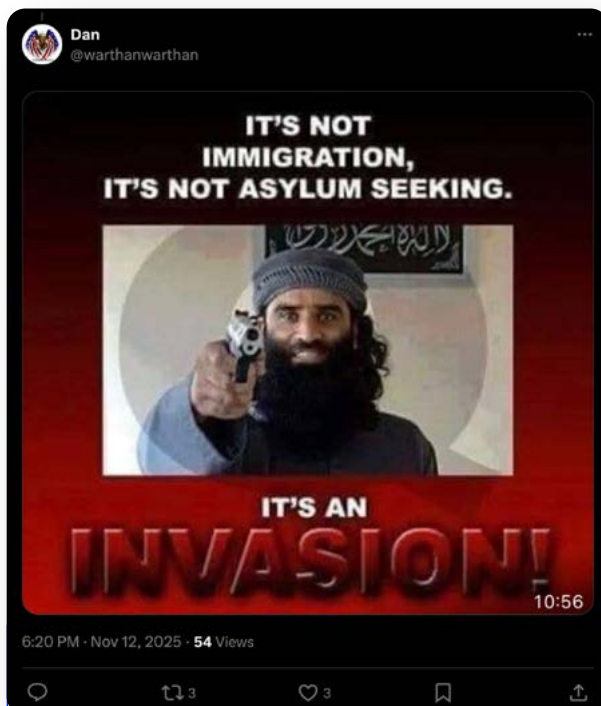 Dan
@warthanwarthan
IT'S NOT
IMMIGRATION,
IT'S NOT ASYLUM SEEKING.
IT'S AN
INVASION!
10:56
6:20 PM · Nov 12, 2025 · 54 Views
3
3